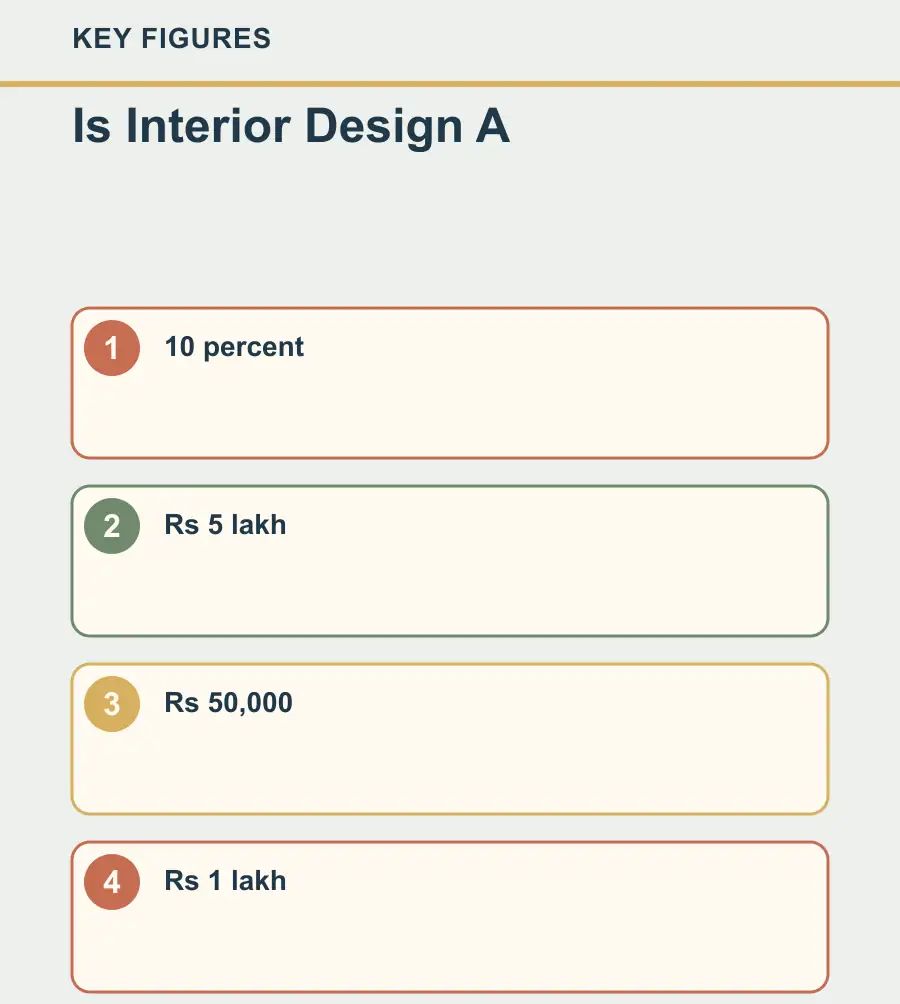 KEY FIGURES
Is Interior Design A
1 10 percent
2 Rs 5 lakh
3 Rs 50,000
4 Rs 1 lakh